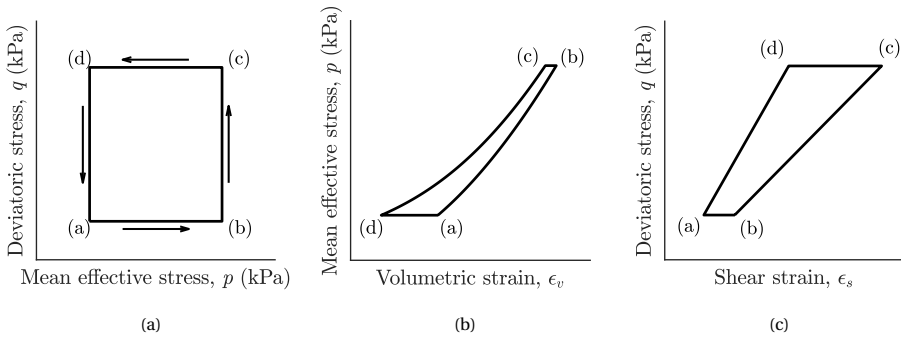 Deviatoric stress, q (kPa)
(d)
(c)
(a)
(b)
Mean effective stress, p (kPa)
(a)
Mean effective stress, p (kPa)
(c)
(b)
(d)
(a)
Volumetric strain, ϵv
(b)
Deviatoric stress, q (kPa)
(d)
(c)
(a)
(b)
Shear strain, ϵs
(c)